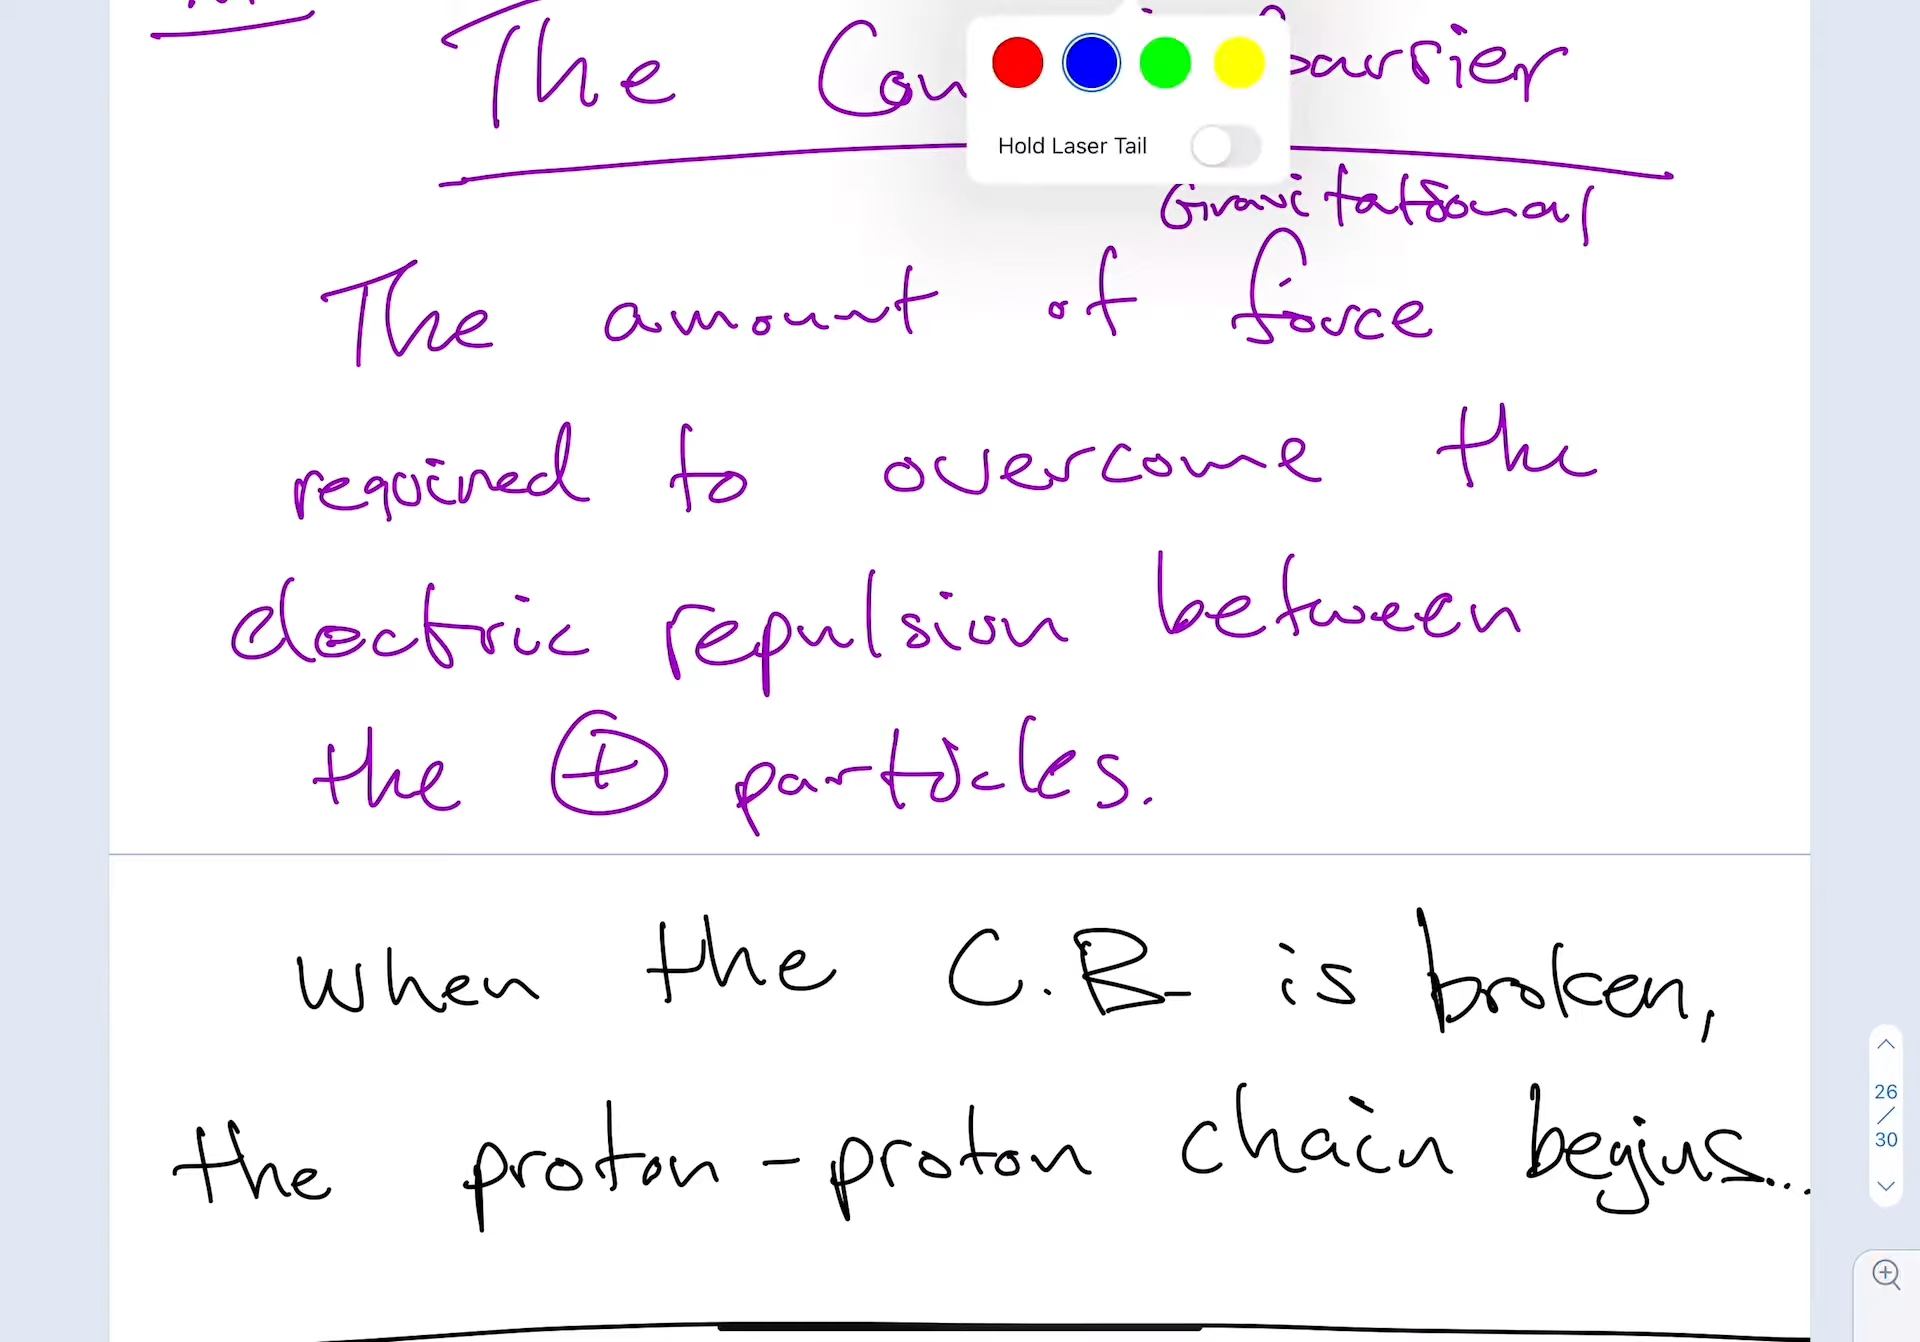 The Cou barrier
Hold Laser Tail
Gravitational
The amount of force
required to overcome the
electric repulsion between
the + particles.
When the C.B. is broken,
the proton-proton chain begins...
26
/
30